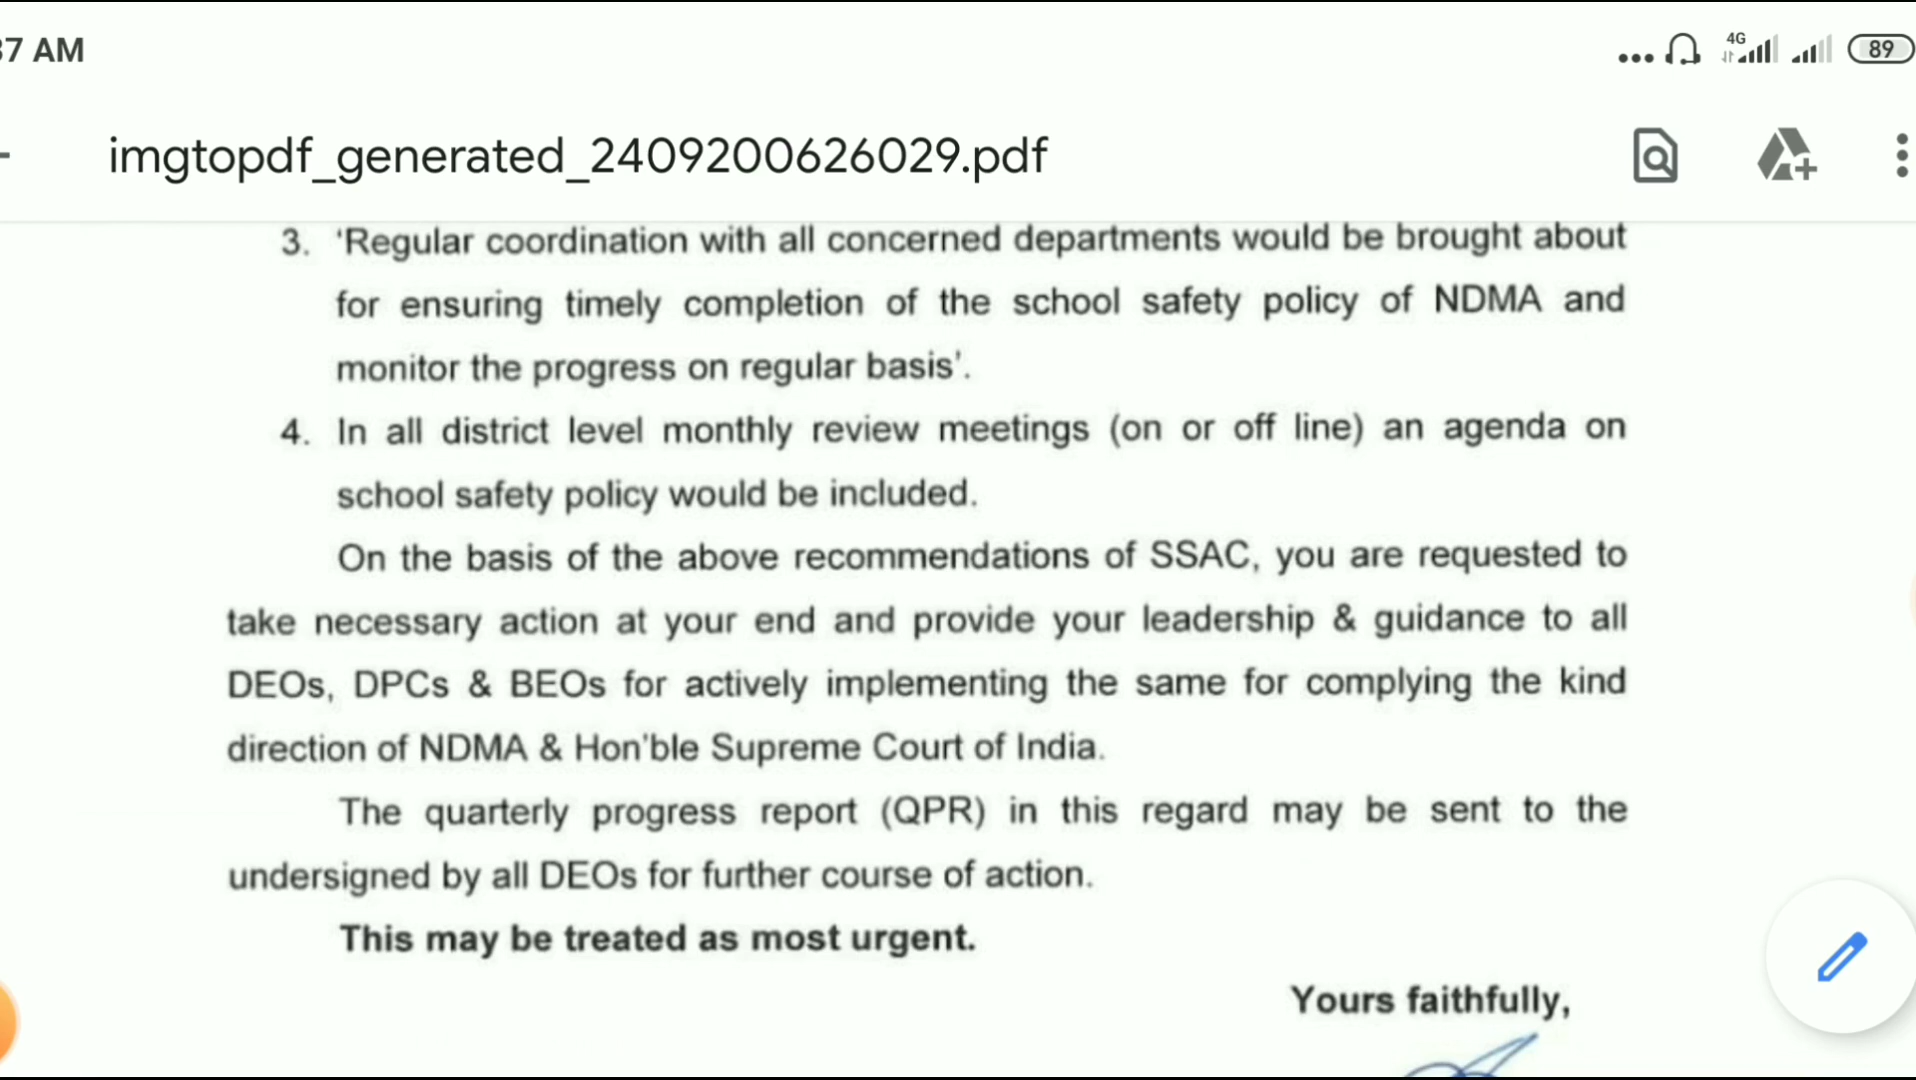 37 AM
4G
89
imgtopdf_generated_2409200626029.pdf
3. ‘Regular coordination with all concerned departments would be brought about
for ensuring timely completion of the school safety policy of NDMA and
monitor the progress on regular basis’.
4. In all district level monthly review meetings (on or off line) an agenda on
school safety policy would be included.
On the basis of the above recommendations of SSAC, you are requested to
take necessary action at your end and provide your leadership & guidance to all
DEOs, DPCs & BEOs for actively implementing the same for complying the kind
direction of NDMA & Hon'ble Supreme Court of India.
The quarterly progress report (QPR) in this regard may be sent to the
undersigned by all DEOs for further course of action.
This may be treated as most urgent.
Yours faithfully,